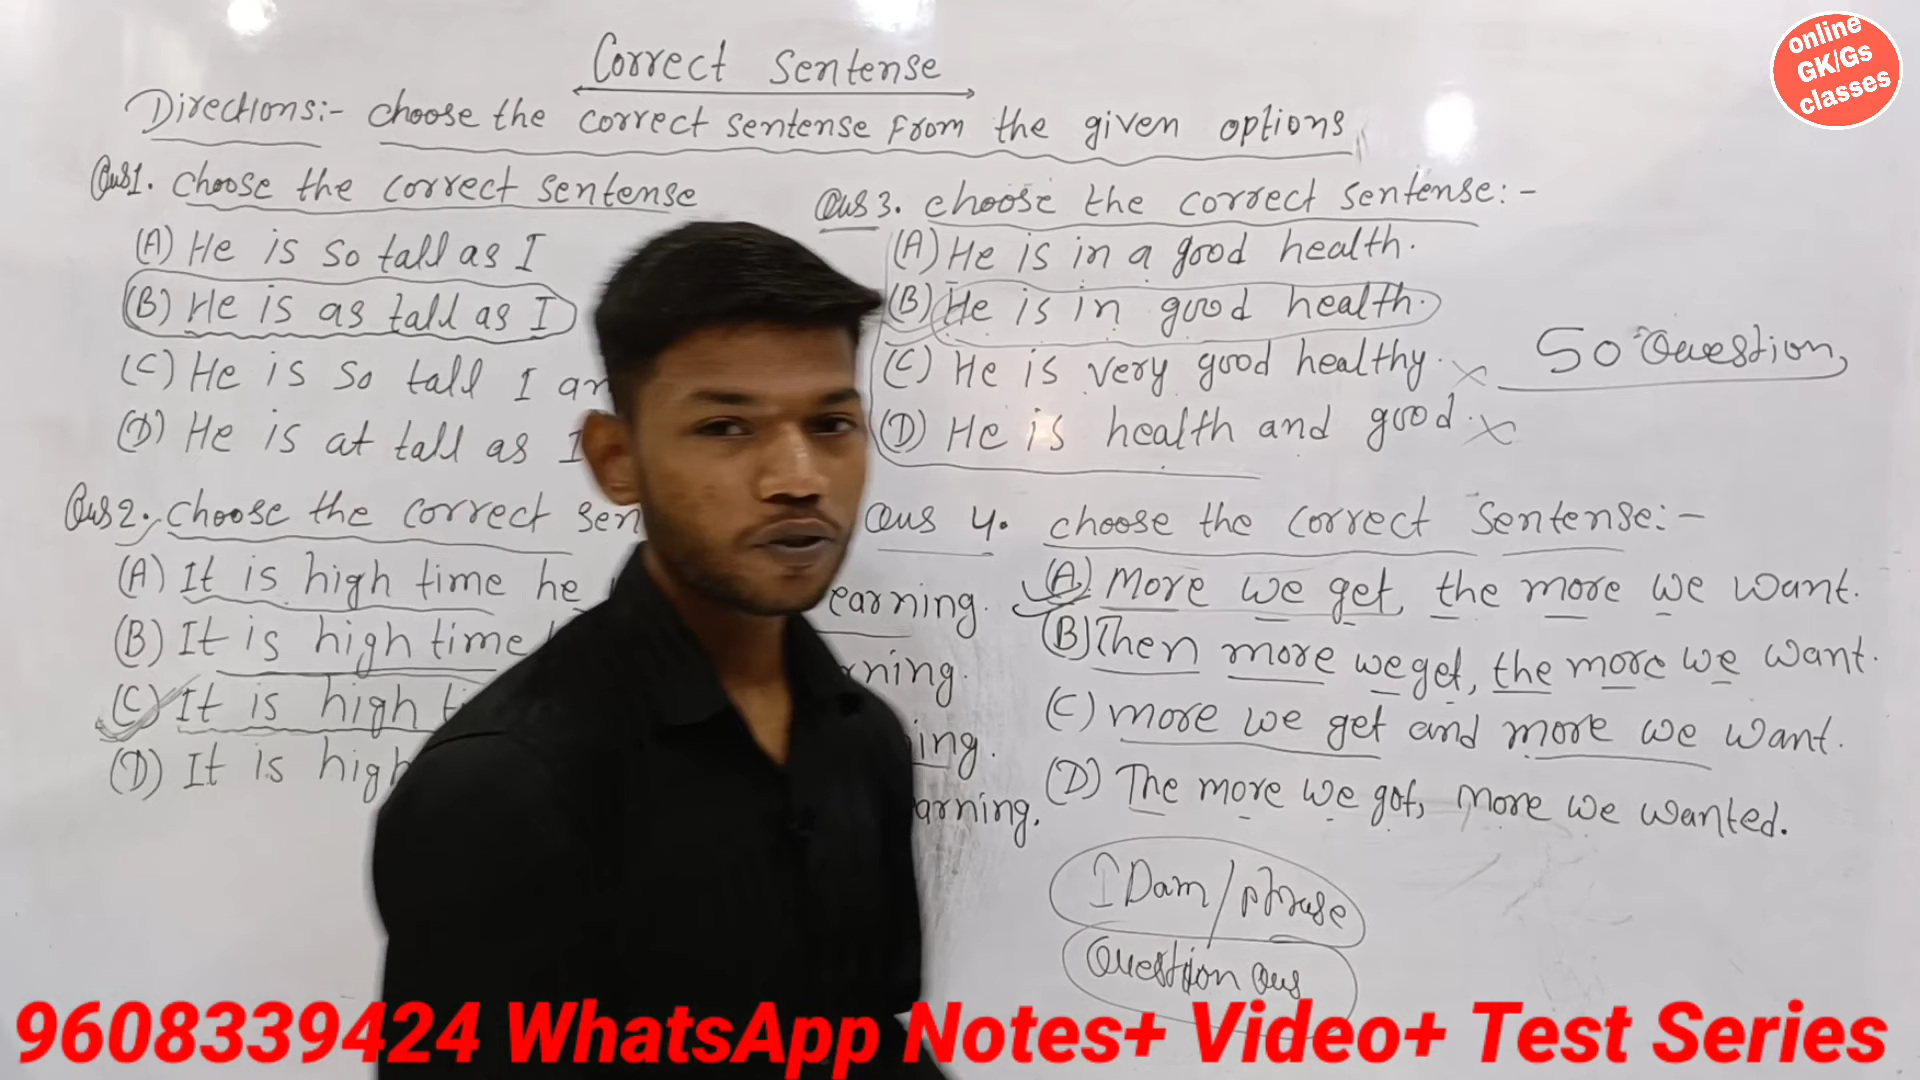 Correct Sentense
online
GK/Gs
classes
Directions:- choose the correct sentense from the given options
Qus1. choose the correct sentense
(A) He is so tall as I
(B) He is as tall as I
(C) He is so tall I
(D) He is at tall as I
Qus2. choose the correct
(A) It is high time he
earning.
(B) It is high time
rning.
(C) It is high
ing.
(D) It is high
arning.
Qus 3. choose the correct sentense:-
(A) He is in a good health.
(B) He is in good health.
(C) He is very good healthy.
(D) He is health and good.
50 Question
Qus 4. choose the correct sentense:-
(A) More we get, the more we want.
(B) Then more we get, the more we want.
(C) more we get and more we want.
(D) The more we got, more we wanted.
IDam/phrase
Question Qus
9608339424 WhatsApp Notes+ Video+ Test Series